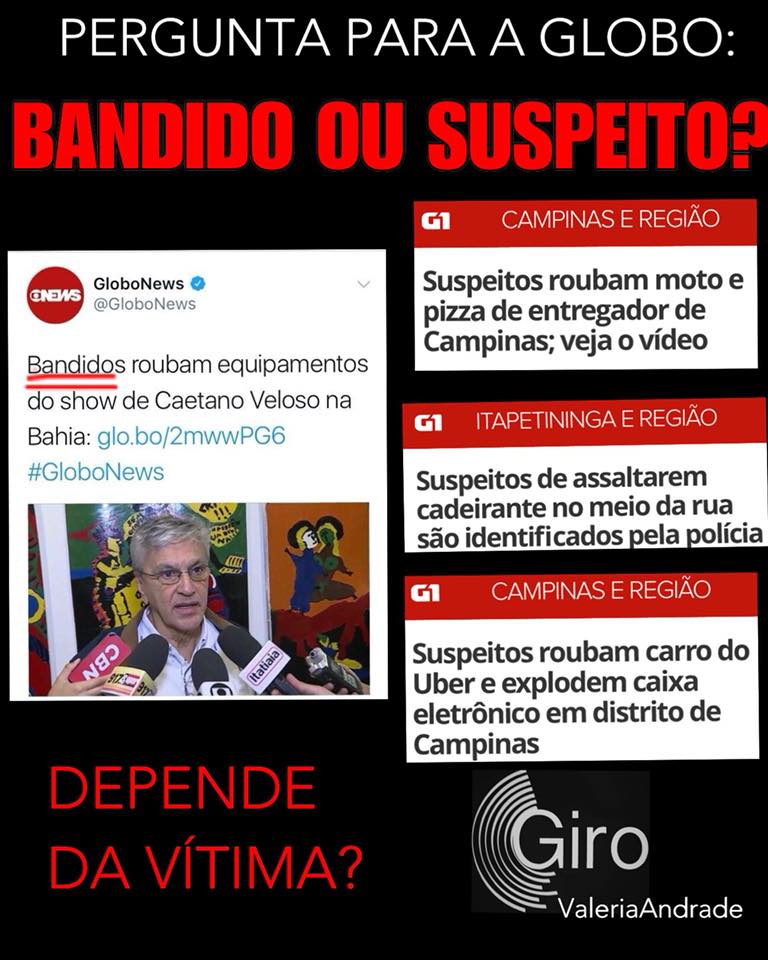 PERGUNTA PARA A GLOBO:
BANDIDO OU SUSPEITO?
GNEWS
GloboNews
@GloboNews
Bandidos roubam equipamentos
do show de Caetano Veloso na
Bahia: glo.bo/2mwwPG6
#GloboNews
CBN
Itatiaia
G1 CAMPINAS E REGIÃO
Suspeitos roubam moto e
pizza de entregador de
Campinas; veja o vídeo
G1 ITAPETININGA E REGIÃO
Suspeitos de assaltarem
cadeirante no meio da rua
são identificados pela polícia
G1 CAMPINAS E REGIÃO
Suspeitos roubam carro do
Uber e explodem caixa
eletrônico em distrito de
Campinas
DEPENDE
DA VÍTIMA?
Giro
ValeriaAndrade